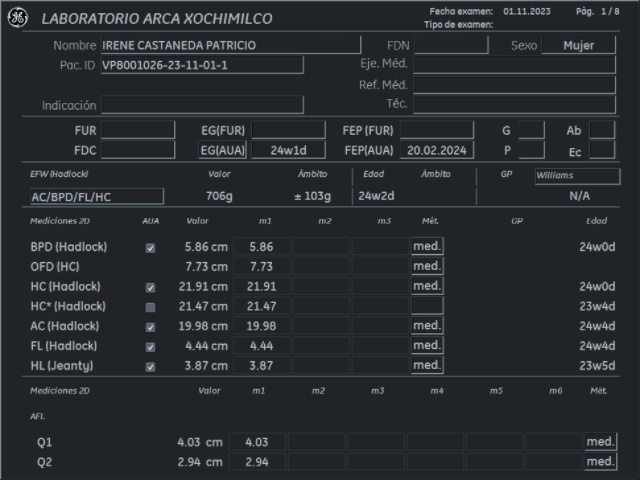 LABORATORIO ARCA XOCHIMILCO Fecha examen: 01.11.2023 Pág. 1 / 8
Tipo de examen:
Nombre IRENE CASTANEDA PATRICIO FDN Sexo Mujer
Pac. ID VPB001026-23-11-01-1 Eje. Méd.
Ref. Méd.
Indicación Téc.
FUR EG(FUR) FEP (FUR) G Ab
FDC EG(AUA) 24w1d FEP(AUA) 20.02.2024 P Ec
EFW (Hadlock) Valor Ámbito Edad Ámbito GP Williams
AC/BPD/FL/HC 706g ± 103g 24w2d N/A
Mediciones 2D AUA Valor m1 m2 m3 Mét. GP Edad
BPD (Hadlock) 5.86 cm 5.86 med. 24w0d
OFD (HC) 7.73 cm 7.73 med.
HC (Hadlock) 21.91 cm 21.91 med. 24w0d
HC* (Hadlock) 21.47 cm 21.47 23w4d
AC (Hadlock) 19.98 cm 19.98 med. 24w4d
FL (Hadlock) 4.44 cm 4.44 med. 24w4d
HL (Jeanty) 3.87 cm 3.87 med. 23w5d
Mediciones 2D Valor m1 m2 m3 m4 m5 m6 Mét.
AFI.
Q1 4.03 cm 4.03 med.
Q2 2.94 cm 2.94 med.